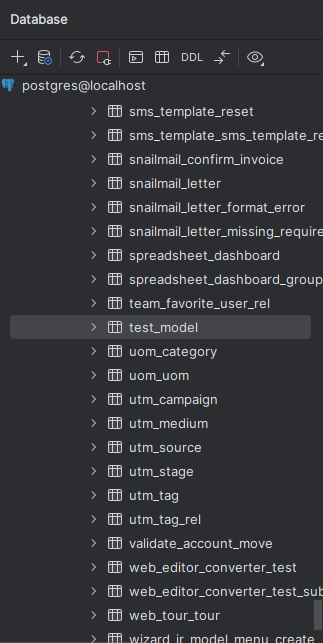 Database
DDL
postgres@localhost
sms_template_reset
sms_template_sms_template_re
snailmail_confirm_invoice
snailmail_letter
snailmail_letter_format_error
snailmail_letter_missing_require
spreadsheet_dashboard
spreadsheet_dashboard_group
team_favorite_user_rel
test_model
uom_category
uom_uom
utm_campaign
utm_medium
utm_source
utm_stage
utm_tag
utm_tag_rel
validate_account_move
web_editor_converter_test
web_editor_converter_test_sub
web_tour_tour
wizard_ir_model_menu_create